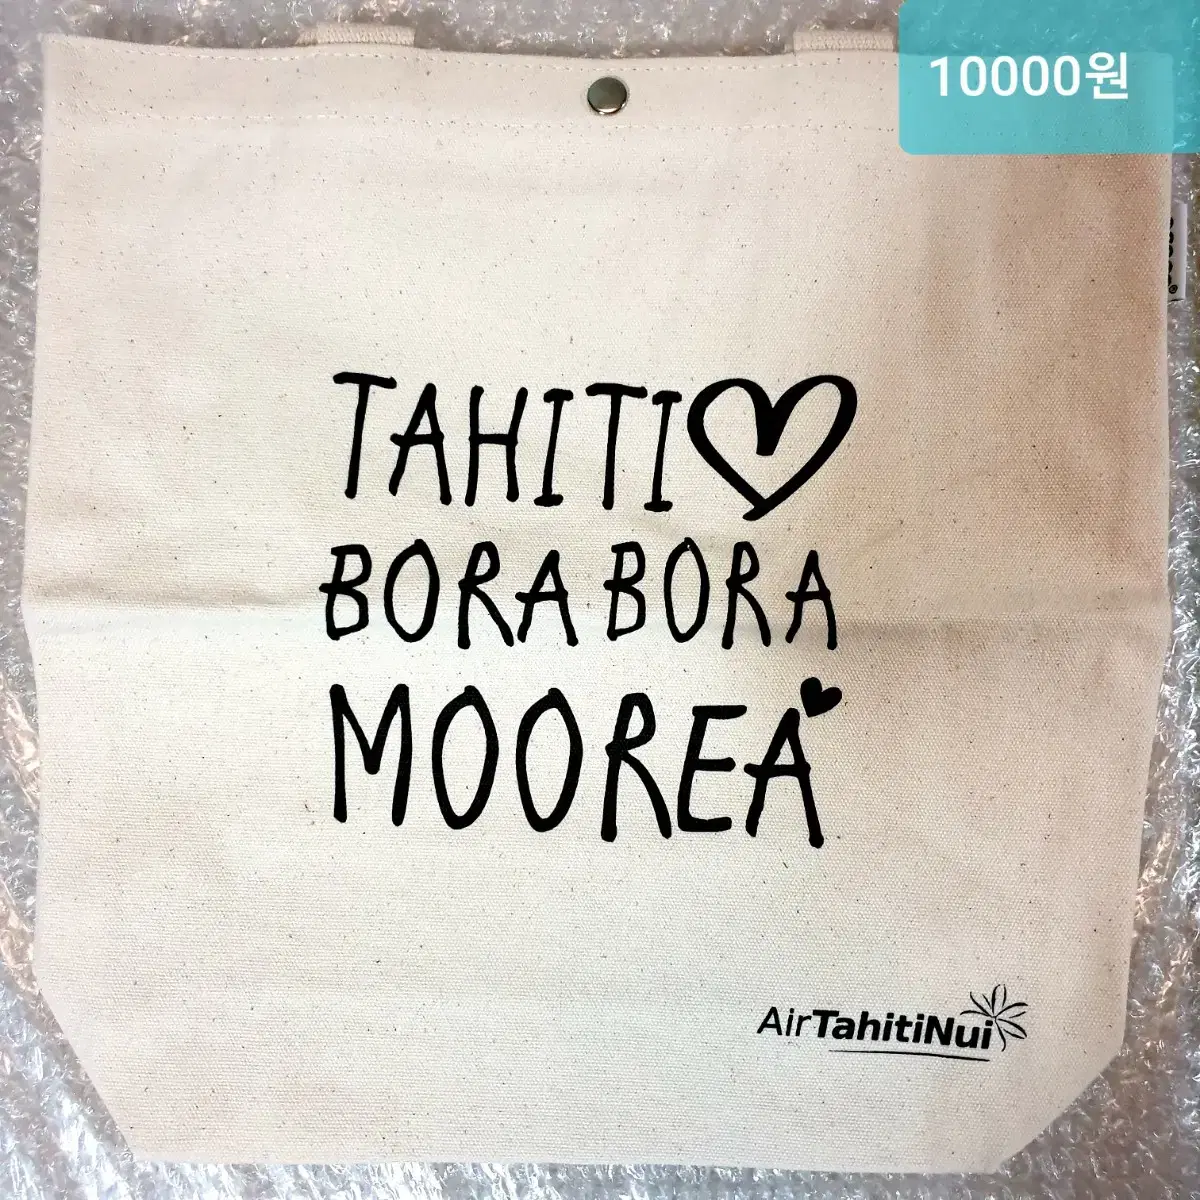 10000원
TAHITI
BORA BORA
MOOREA
AirTahitiNui